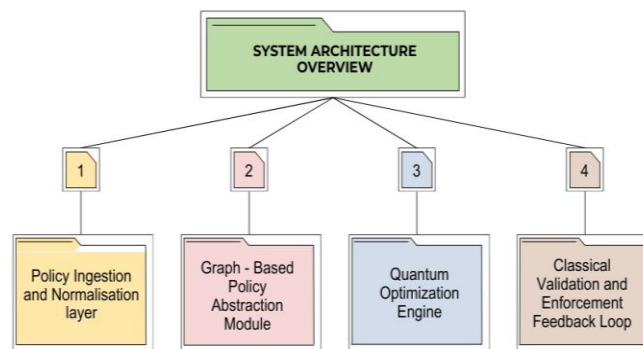 SYSTEM ARCHITECTURE
OVERVIEW
1
2
3
4
Policy Ingestion
and Normalisation
layer
Graph - Based
Policy
Abstraction
Module
Quantum
Optimization
Engine
Classical
Validation and
Enforcement
Feedback Loop